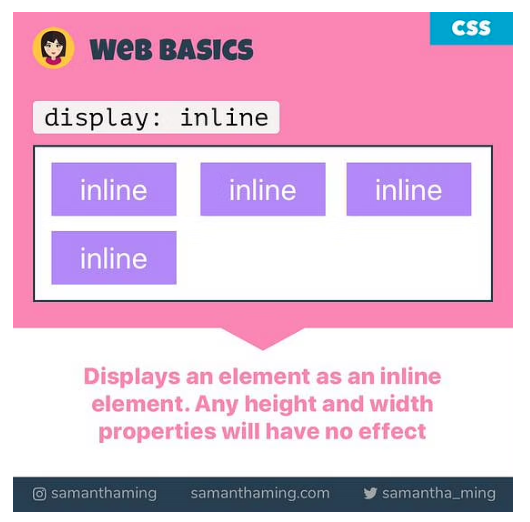 CSS
WeB BASICS
display: inline
inline inline inline
inline
Displays an element as an inline
element. Any height and width
properties will have no effect
samanthaming samanthaming.com samantha_ming